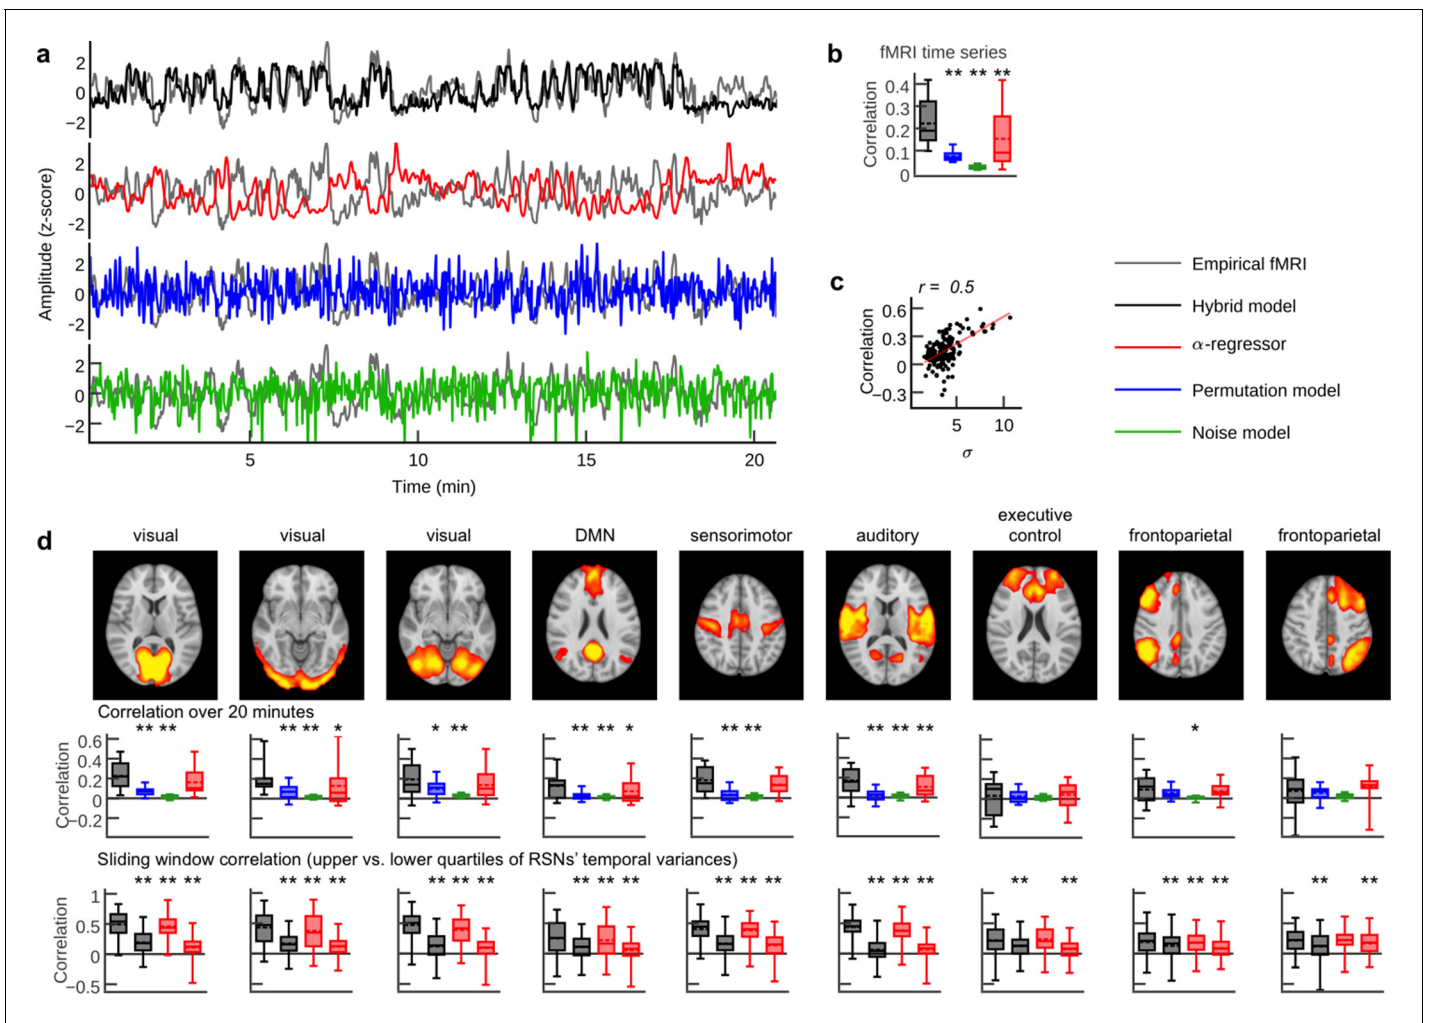 a
2
0
−2
2
0
−2
2
0
−2
2
0
−2
Amplitude (z-score)
5 10 15 20
Time (min)
b
fMRI time series
** ** **
0.4
0.3
0.2
0.1
0
Correlation
c
r = 0.5
0.6
0.3
0
−0.3
Correlation
5 10
σ
Empirical fMRI
Hybrid model
α-regressor
Permutation model
Noise model
d
visual visual visual DMN sensorimotor auditory executive control frontoparietal frontoparietal
Correlation over 20 minutes
** ** ** ** * * ** ** ** * ** ** ** ** ** *
0.6
0.4
0.2
0
−0.2
Correlation
Sliding window correlation (upper vs. lower quartiles of RSNs' temporal variances)
** ** ** ** ** ** ** ** ** ** ** ** ** ** ** ** ** ** ** ** ** ** ** ** **
1
0.5
0
−0.5
Correlation